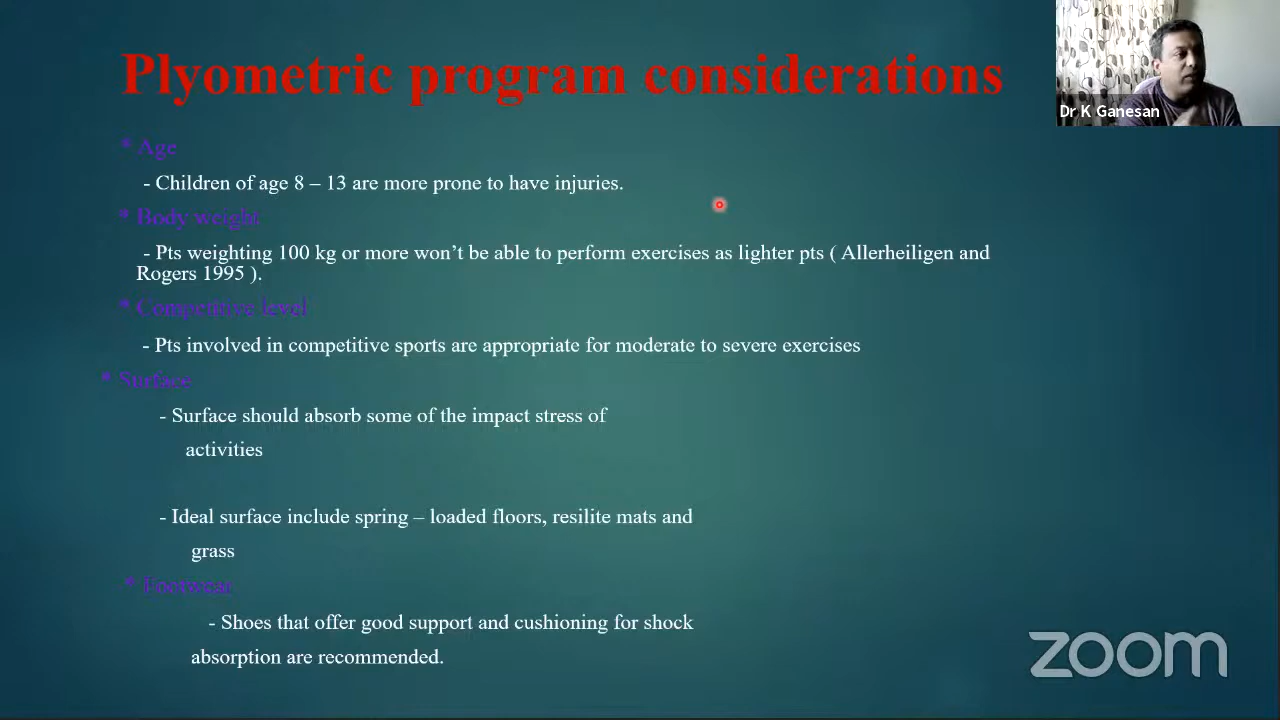 Plyometric program considerations
Dr K Ganesan
* Age
- Children of age 8 – 13 are more prone to have injuries.
* Body weight
- Pts weighting 100 kg or more won’t be able to perform exercises as lighter pts ( Allerheiligen and
Rogers 1995 ).
* Competitive level
- Pts involved in competitive sports are appropriate for moderate to severe exercises
* Surface
- Surface should absorb some of the impact stress of
activities
- Ideal surface include spring – loaded floors, resilite mats and
grass
* Footwear
- Shoes that offer good support and cushioning for shock
absorption are recommended.
zoom